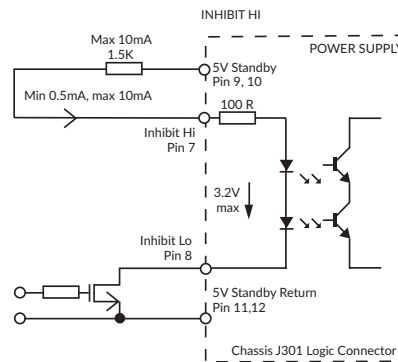 INHIBIT HI
Max 10mA
1.5K
POWER SUPPLY
5V Standby
Pin 9, 10
Min 0.5mA, max 10mA
100 R
Inhibit Hi
Pin 7
3.2V
max
Inhibit Lo
Pin 8
5V Standby Return
Pin 11,12
Chassis J301 Logic Connector